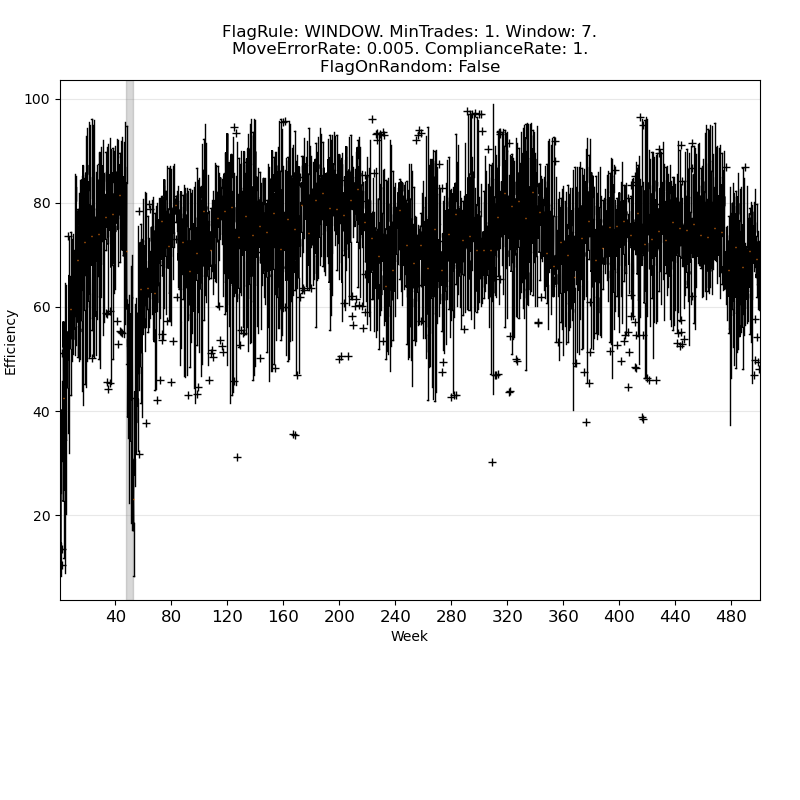 FlagRule: WINDOW. MinTrades: 1. Window: 7.
MoveErrorRate: 0.005. ComplianceRate: 1.
FlagOnRandom: False
100
80
60
40
20
Efficiency
40 80 120 160 200 240 280 320 360 400 440 480
Week